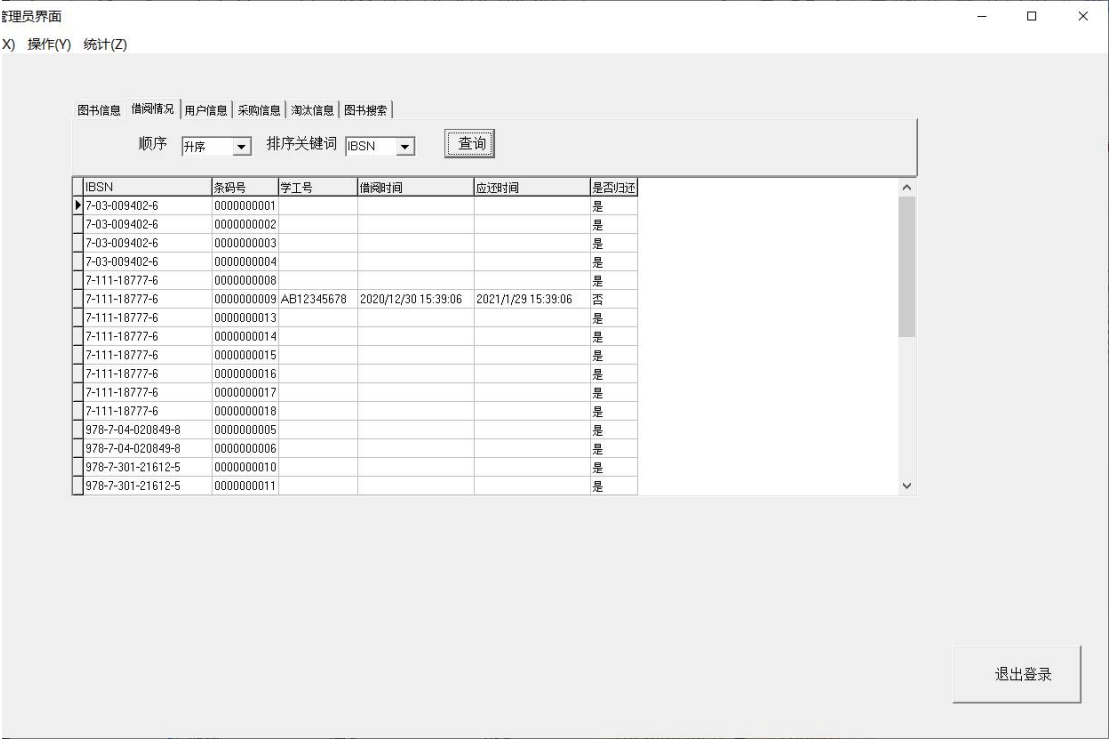 管理员界面
X) 操作(Y) 统计(Z)
图书信息 借阅情况 用户信息 采购信息 淘汰信息 图书搜索
顺序 升序 排序关键词 IBSN 查询
IBSN 条码号 学工号 借阅时间 应还时间 是否归还
7-03-009402-6 0000000001 是
7-03-009402-6 0000000002 是
7-03-009402-6 0000000003 是
7-03-009402-6 0000000004 是
7-111-18777-6 0000000008 是
7-111-18777-6 0000000009 AB12345678 2020/12/30 15:39:06 2021/1/29 15:39:06 否
7-111-18777-6 0000000013 是
7-111-18777-6 0000000014 是
7-111-18777-6 0000000015 是
7-111-18777-6 0000000016 是
7-111-18777-6 0000000017 是
7-111-18777-6 0000000018 是
978-7-04-020849-8 0000000005 是
978-7-04-020849-8 0000000006 是
978-7-301-21612-5 0000000010 是
978-7-301-21612-5 0000000011 是
退出登录